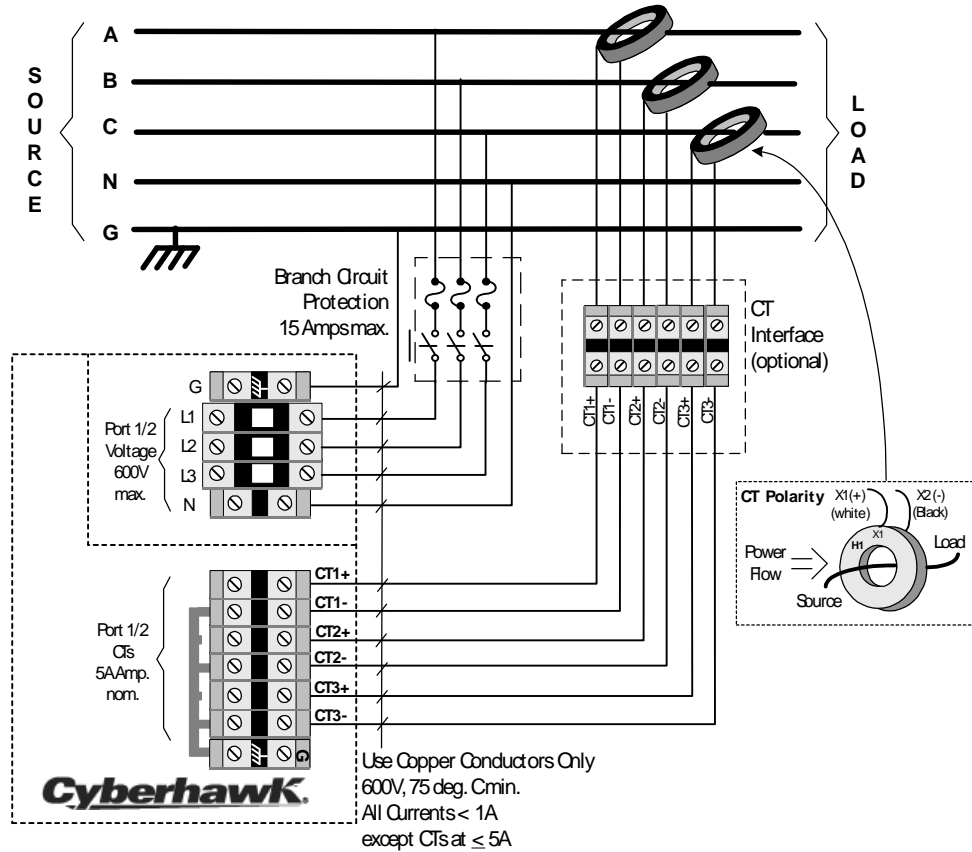 SOURCE
A
B
C
N
G
LOAD
Branch Circuit
Protection
15 Amps max.
CT
Interface
(optional)
CT1+
CT1-
CT2+
CT2-
CT3+
CT3-
G
L1
L2
L3
N
Port 1/2
Voltage
600V
max.
CT Polarity
X1(+)
(white)
X2(-)
(Black)
H1
X1
Power
Flow
Source
Load
CT1+
CT1-
CT2+
CT2-
CT3+
CT3-
Port 1/2
CTs
5A Amp.
nom.
G
Cyberhawk.
Use Copper Conductors Only
600V, 75 deg. C min.
All Currents < 1A
except CTs at ≤ 5A